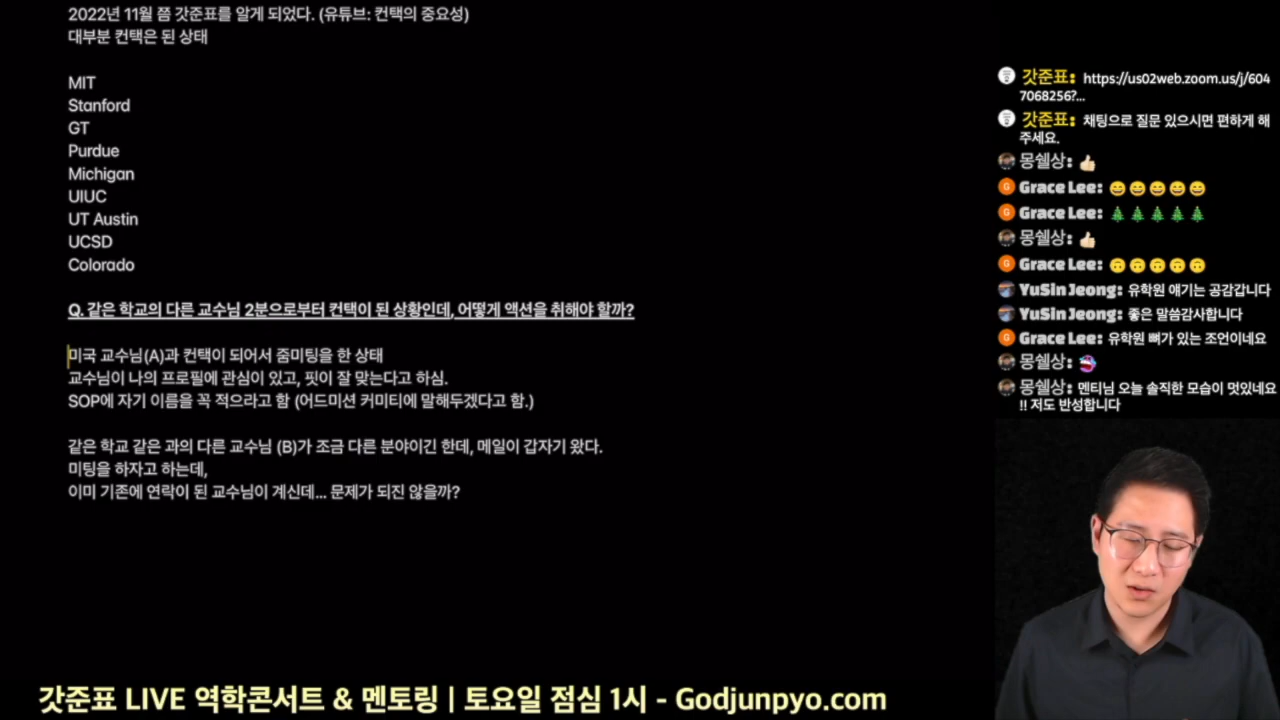 2022년 11월 쯤 갓준표를 알게 되었다. (유튜브: 컨택의 중요성)
대부분 컨택은 된 상태
MIT
Stanford
GT
Purdue
Michigan
UIUC
UT Austin
UCSD
Colorado
Q. 같은 학교의 다른 교수님 2분으로부터 컨택이 된 상황인데, 어떻게 액션을 취해야 할까?
미국 교수님(A)과 컨택이 되어서 줌미팅을 한 상태
교수님이 나의 프로필에 관심이 있고, 핏이 잘 맞는다고 하심.
SOP에 자기 이름을 꼭 적으라고 함 (어드미션 커미티에 말해두겠다고 함.)
같은 학교 같은 과의 다른 교수님 (B)가 조금 다른 분야이긴 한데, 메일이 갑자기 왔다.
미팅을 하자고 하는데,
이미 기존에 연락이 된 교수님이 계신데... 문제가 되진 않을까?
갓준표: https://us02web.zoom.us/j/604
7068256?...
갓준표: 채팅으로 질문 있으시면 편하게 해
주세요.
몽쉘상: 👍🏻
Grace Lee: 😄😄😄😄😄
Grace Lee: 🎄🎄🎄🎄🎄
몽쉘상: 👍🏻
Grace Lee: 🙃🙃🙃🙃🙃
YuSin Jeong: 유학원 얘기는 공감갑니다
YuSin Jeong: 좋은 말씀감사합니다
Grace Lee: 유학원 뼈가 있는 조언이네요
몽쉘상:
몽쉘상: 멘티님 오늘 솔직한 모습이 멋있네요
!! 저도 반성합니다
갓준표 LIVE 역학콘서트 & 멘토링 | 토요일 점심 1시 - Godjunpyo.com